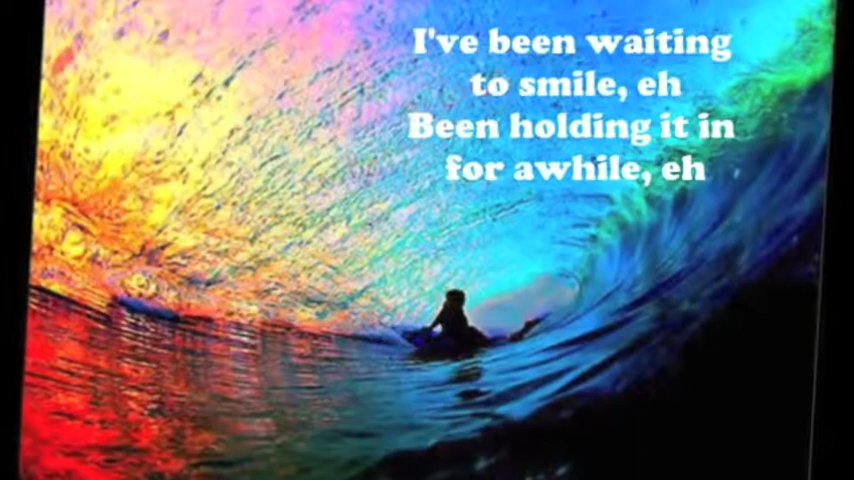 I've been waiting
to smile, eh
Been holding it in
for awhile, eh